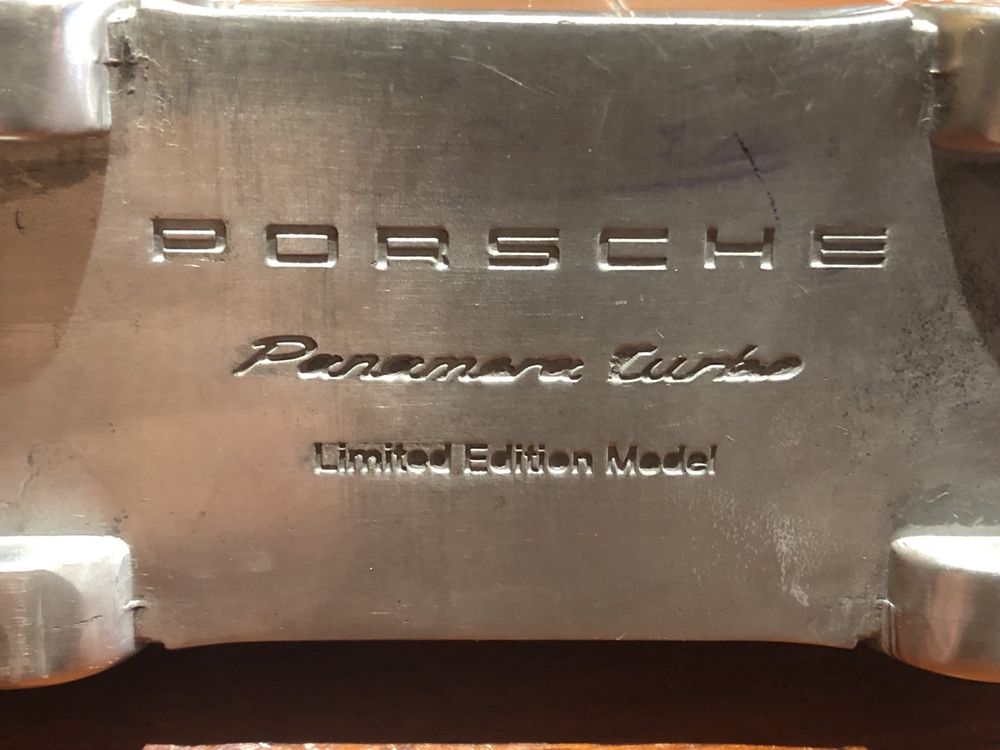 PORSCHE
Panamera turbo
Limited Edition Model